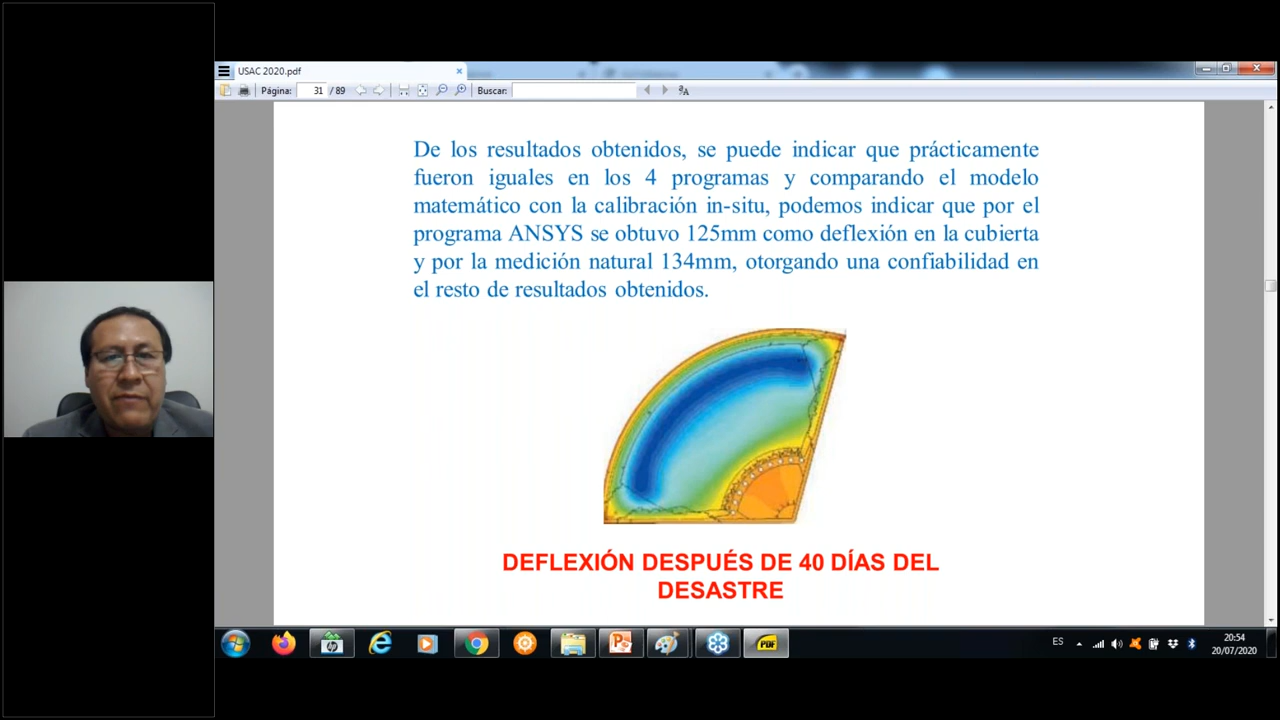 USAC 2020.pdf
Página: 31 / 89 Buscar:
De los resultados obtenidos, se puede indicar que prácticamente
fueron iguales en los 4 programas y comparando el modelo
matemático con la calibración in-situ, podemos indicar que por el
programa ANSYS se obtuvo 125mm como deflexión en la cubierta
y por la medición natural 134mm, otorgando una confiabilidad en
el resto de resultados obtenidos.
DEFLEXIÓN DESPUÉS DE 40 DÍAS DEL
DESASTRE
PDF
ES
20:54
20/07/2020